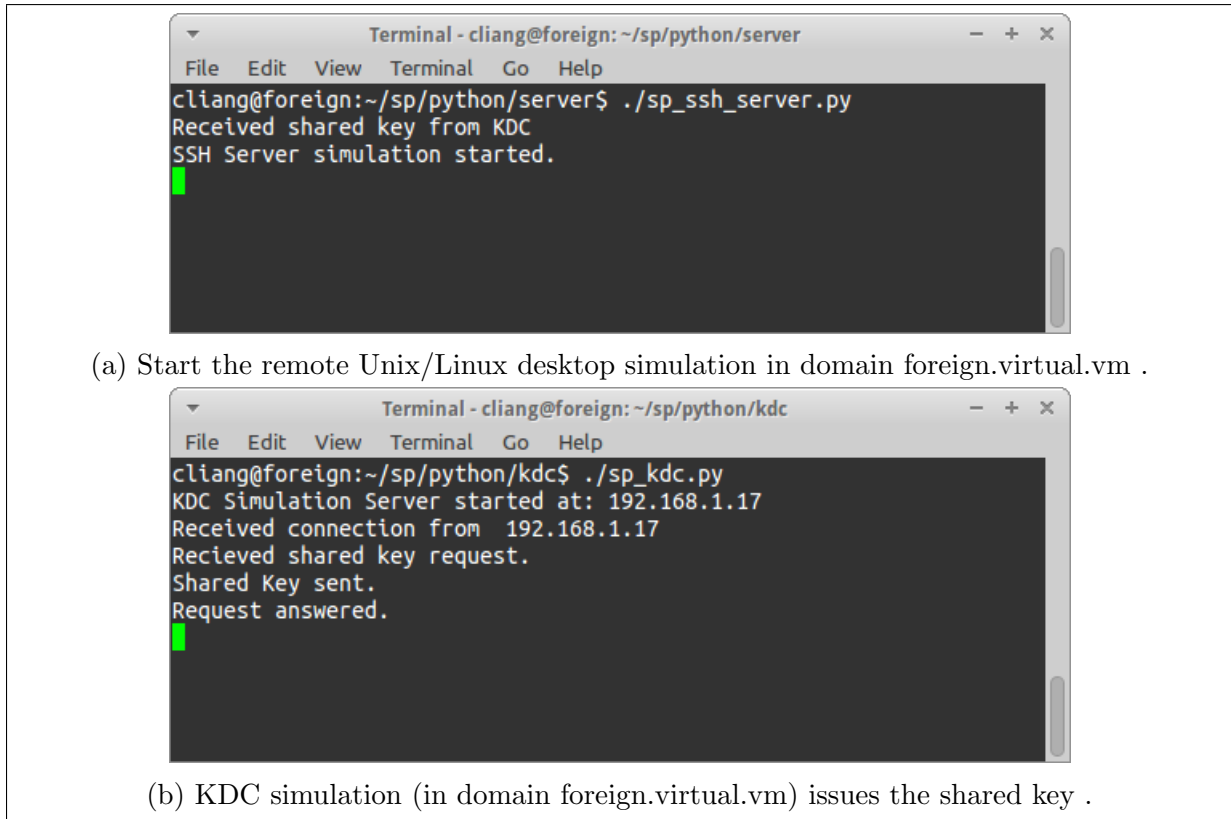 Terminal - cliang@foreign: ~/sp/python/server
File Edit View Terminal Go Help
cliang@foreign:~/sp/python/server$ ./sp_ssh_server.py
Received shared key from KDC
SSH Server simulation started.
(a) Start the remote Unix/Linux desktop simulation in domain foreign.virtual.vm .
Terminal - cliang@foreign: ~/sp/python/kdc
File Edit View Terminal Go Help
cliang@foreign:~/sp/python/kdc$ ./sp_kdc.py
KDC Simulation Server started at: 192.168.1.17
Received connection from  192.168.1.17
Recieved shared key request.
Shared Key sent.
Request answered.
(b) KDC simulation (in domain foreign.virtual.vm) issues the shared key .